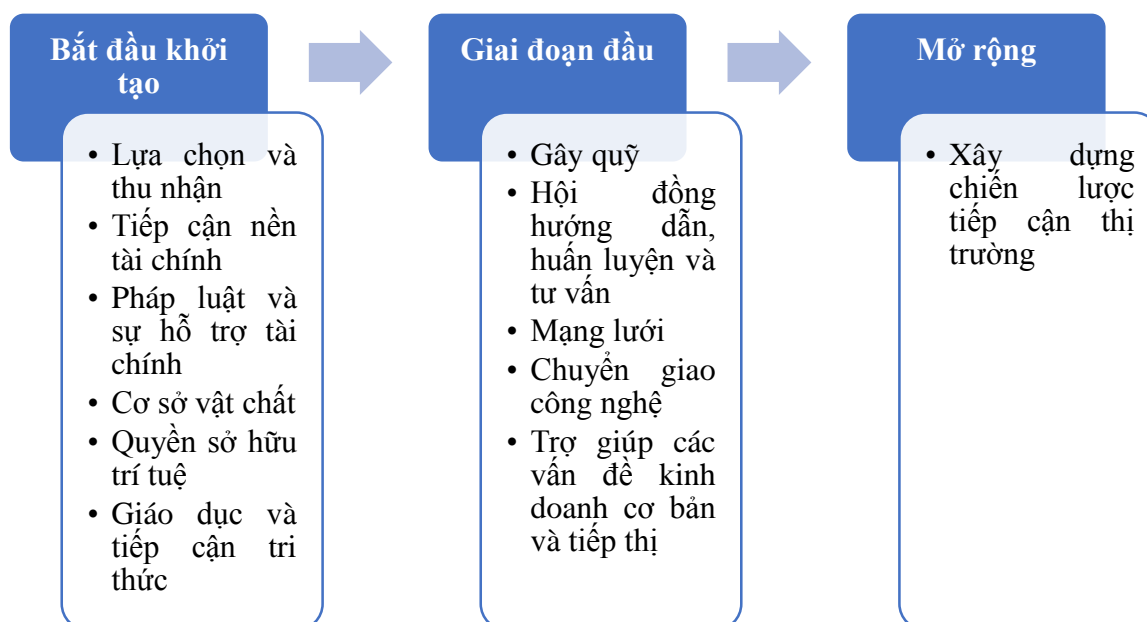 Bắt đầu khởi
tạo
• Lựa chọn và
thu nhận
• Tiếp cận nền
tài chính
• Pháp luật và
sự hỗ trợ tài
chính
• Cơ sở vật chất
• Quyền sở hữu
trí tuệ
• Giáo dục và
tiếp cận tri
thức
Giai đoạn đầu
• Gây quỹ
• Hội đồng
hướng dẫn,
huấn luyện và
tư vấn
• Mạng lưới
• Chuyển giao
công nghệ
• Trợ giúp các
vấn đề kinh
doanh cơ bản
và tiếp thị
Mở rộng
• Xây dựng
chiến lược
tiếp cận thị
trường